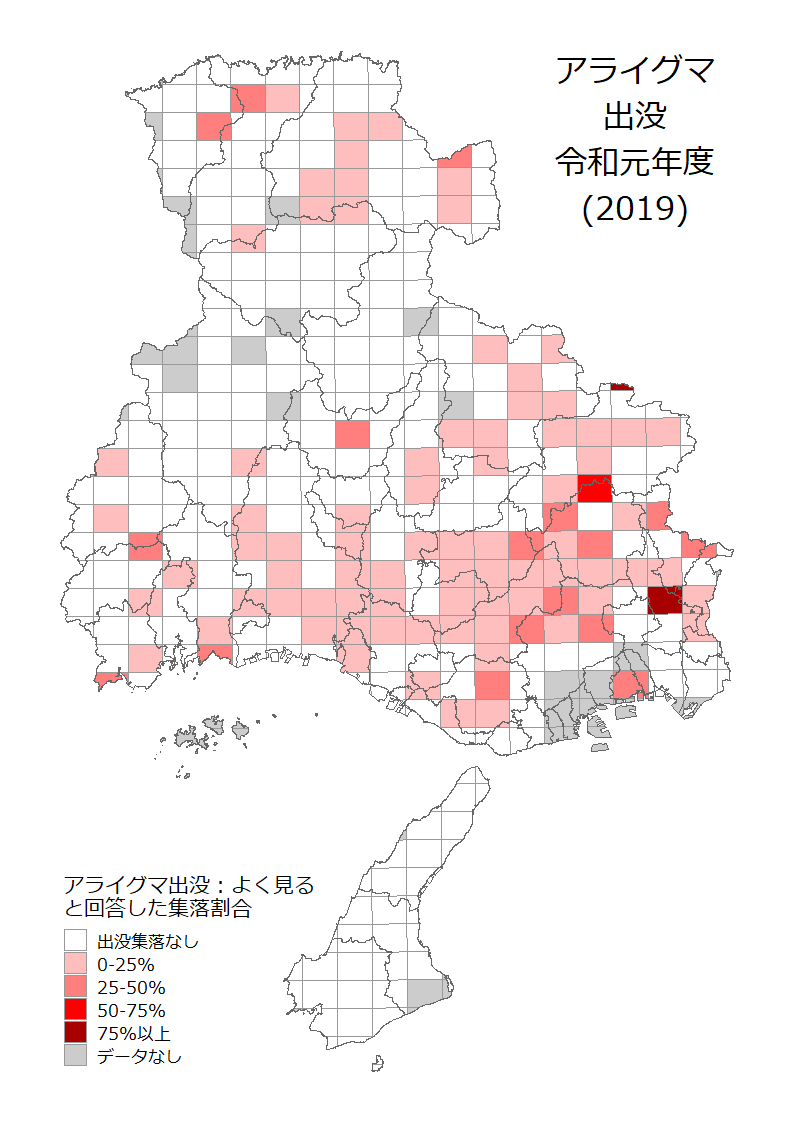 アライグマ
出没
令和元年度
(2019)
アライグマ出没：よく見る
と回答した集落割合
出没集落なし
0-25%
25-50%
50-75%
75%以上
データなし